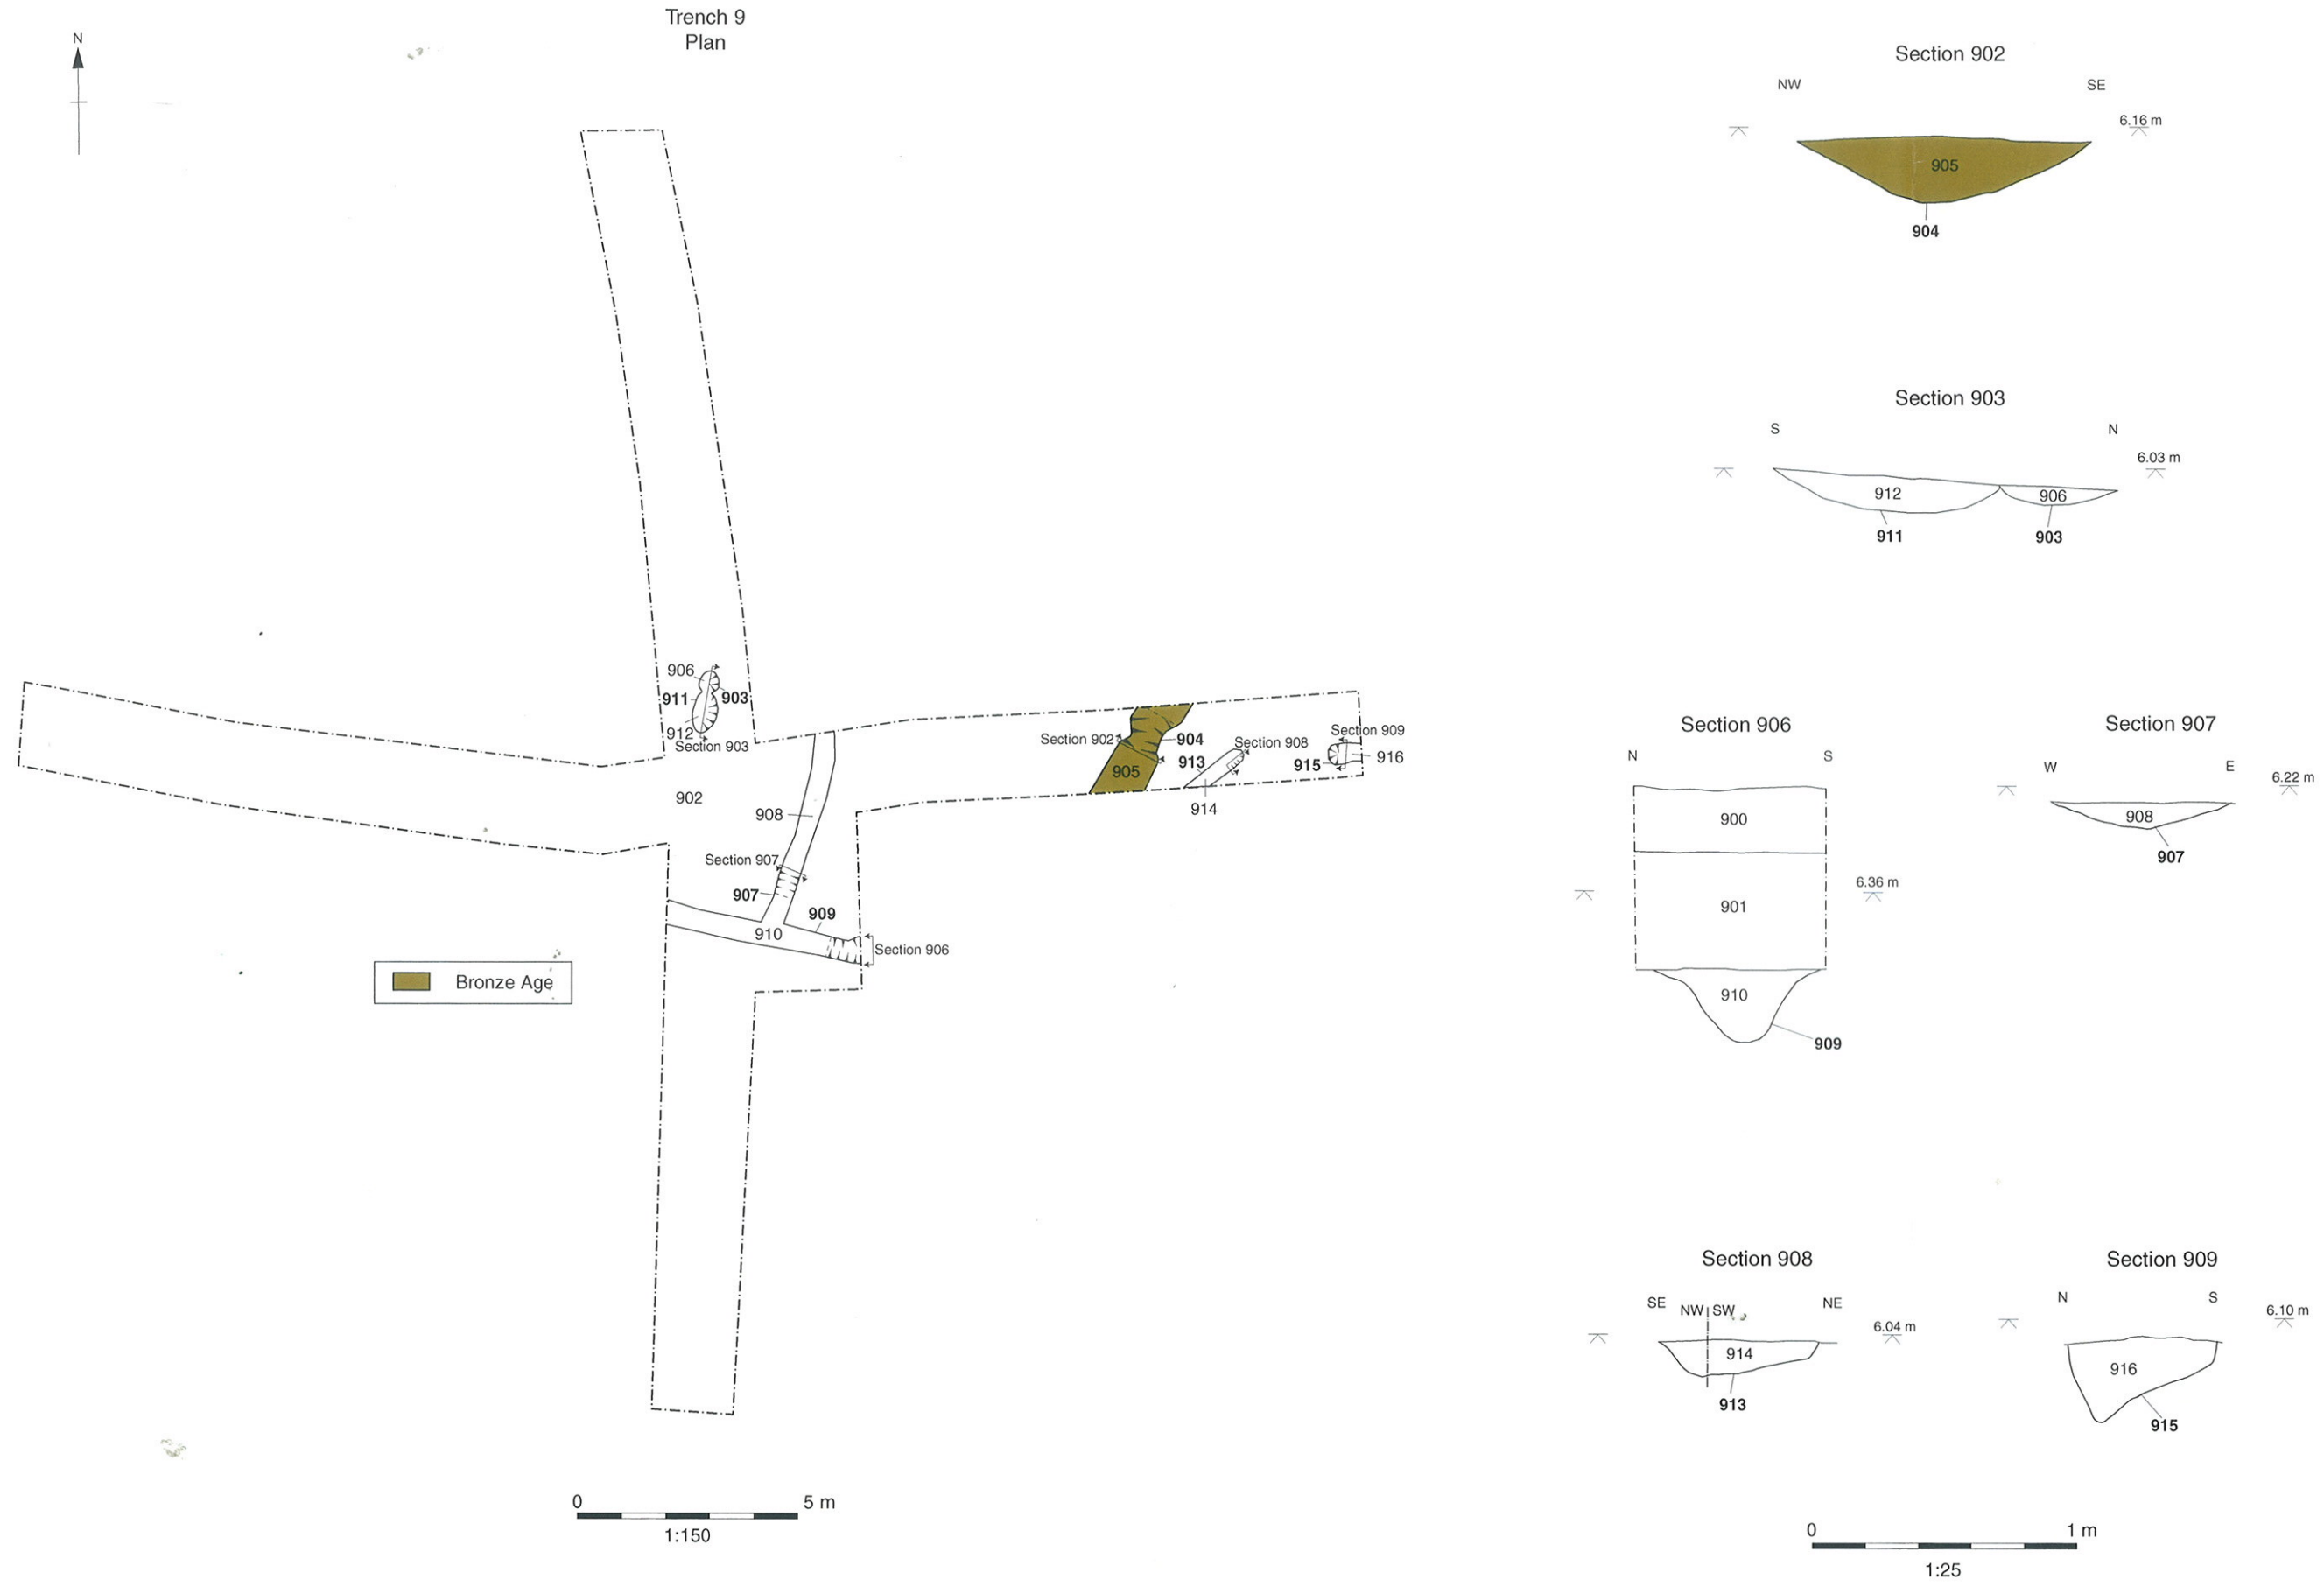 Trench 9
Plan
N
906
911
903
912
Section 903
902
908
Section 907
907
909
910
Section 906
Section 902
904
905
913
Section 908
914
Section 909
915
916
Bronze Age
0
5 m
1:150
Section 902
NW
SE
6.16 m
905
904
Section 903
S
N
6.03 m
912
906
911
903
Section 906
N
S
900
901
6.36 m
910
909
Section 907
W
E
6.22 m
908
907
Section 908
SE
NW
SW
NE
6.04 m
914
913
Section 909
N
S
6.10 m
916
915
0
1 m
1:25